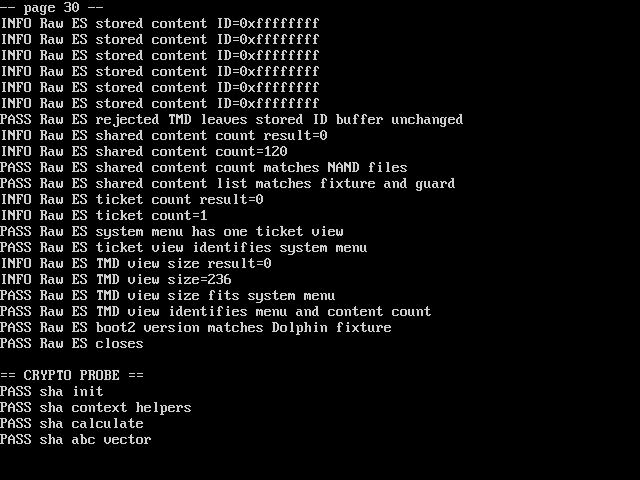 -- page 30 --
INFO Raw ES stored content ID=0xffffffff
INFO Raw ES stored content ID=0xffffffff
INFO Raw ES stored content ID=0xffffffff
INFO Raw ES stored content ID=0xffffffff
INFO Raw ES stored content ID=0xffffffff
INFO Raw ES stored content ID=0xffffffff
PASS Raw ES rejected TMD leaves stored ID buffer unchanged
INFO Raw ES shared content count result=0
INFO Raw ES shared content count=120
PASS Raw ES shared content count matches NAND files
PASS Raw ES shared content list matches fixture and guard
INFO Raw ES ticket count result=0
INFO Raw ES ticket count=1
PASS Raw ES system menu has one ticket view
PASS Raw ES ticket view identifies system menu
INFO Raw ES TMD view size result=0
INFO Raw ES TMD view size=236
PASS Raw ES TMD view size fits system menu
PASS Raw ES TMD view identifies menu and content count
PASS Raw ES boot2 version matches Dolphin fixture
PASS Raw ES closes
== CRYPTO PROBE ==
PASS sha init
PASS sha context helpers
PASS sha calculate
PASS sha abc vector